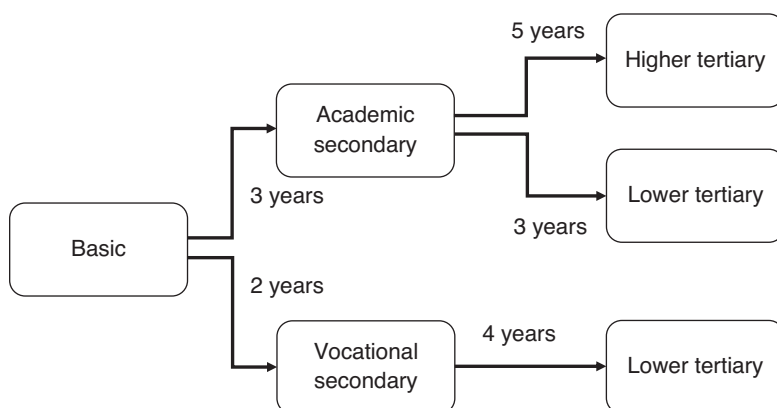 5 years
Higher tertiary
Academic
secondary
3 years
Lower tertiary
3 years
Basic
2 years
Vocational
secondary
4 years
Lower tertiary